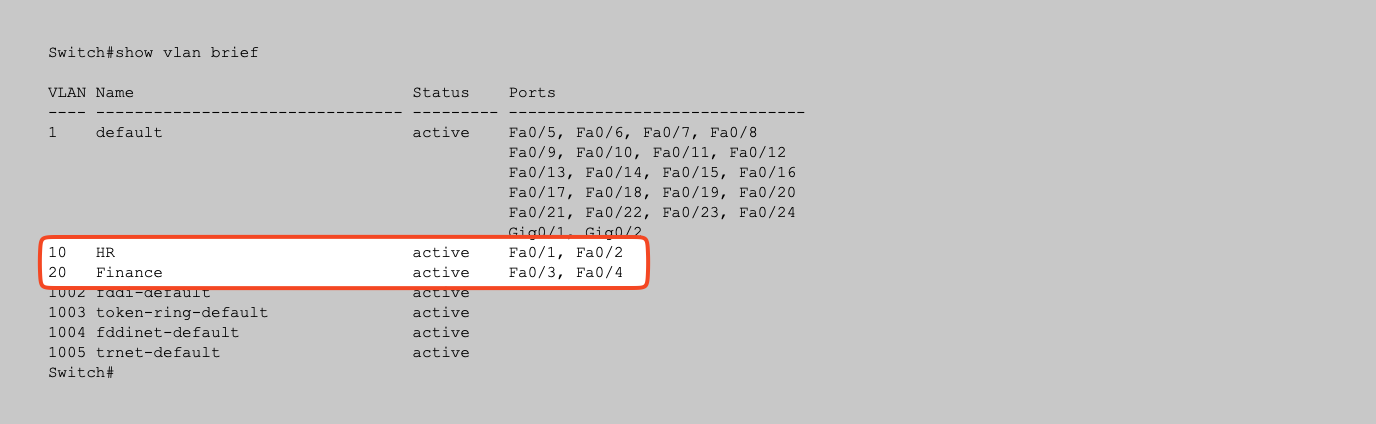 Switch#show vlan brief
VLAN Name                             Status    Ports
---- -------------------------------- --------- -------------------------------
1    default                          active    Fa0/5, Fa0/6, Fa0/7, Fa0/8
                                                Fa0/9, Fa0/10, Fa0/11, Fa0/12
                                                Fa0/13, Fa0/14, Fa0/15, Fa0/16
                                                Fa0/17, Fa0/18, Fa0/19, Fa0/20
                                                Fa0/21, Fa0/22, Fa0/23, Fa0/24
                                                Gig0/1, Gig0/2
10   HR                               active    Fa0/1, Fa0/2
20   Finance                          active    Fa0/3, Fa0/4
1002 fddi-default                     active
1003 token-ring-default               active
1004 fddinet-default                  active
1005 trnet-default                    active
Switch#